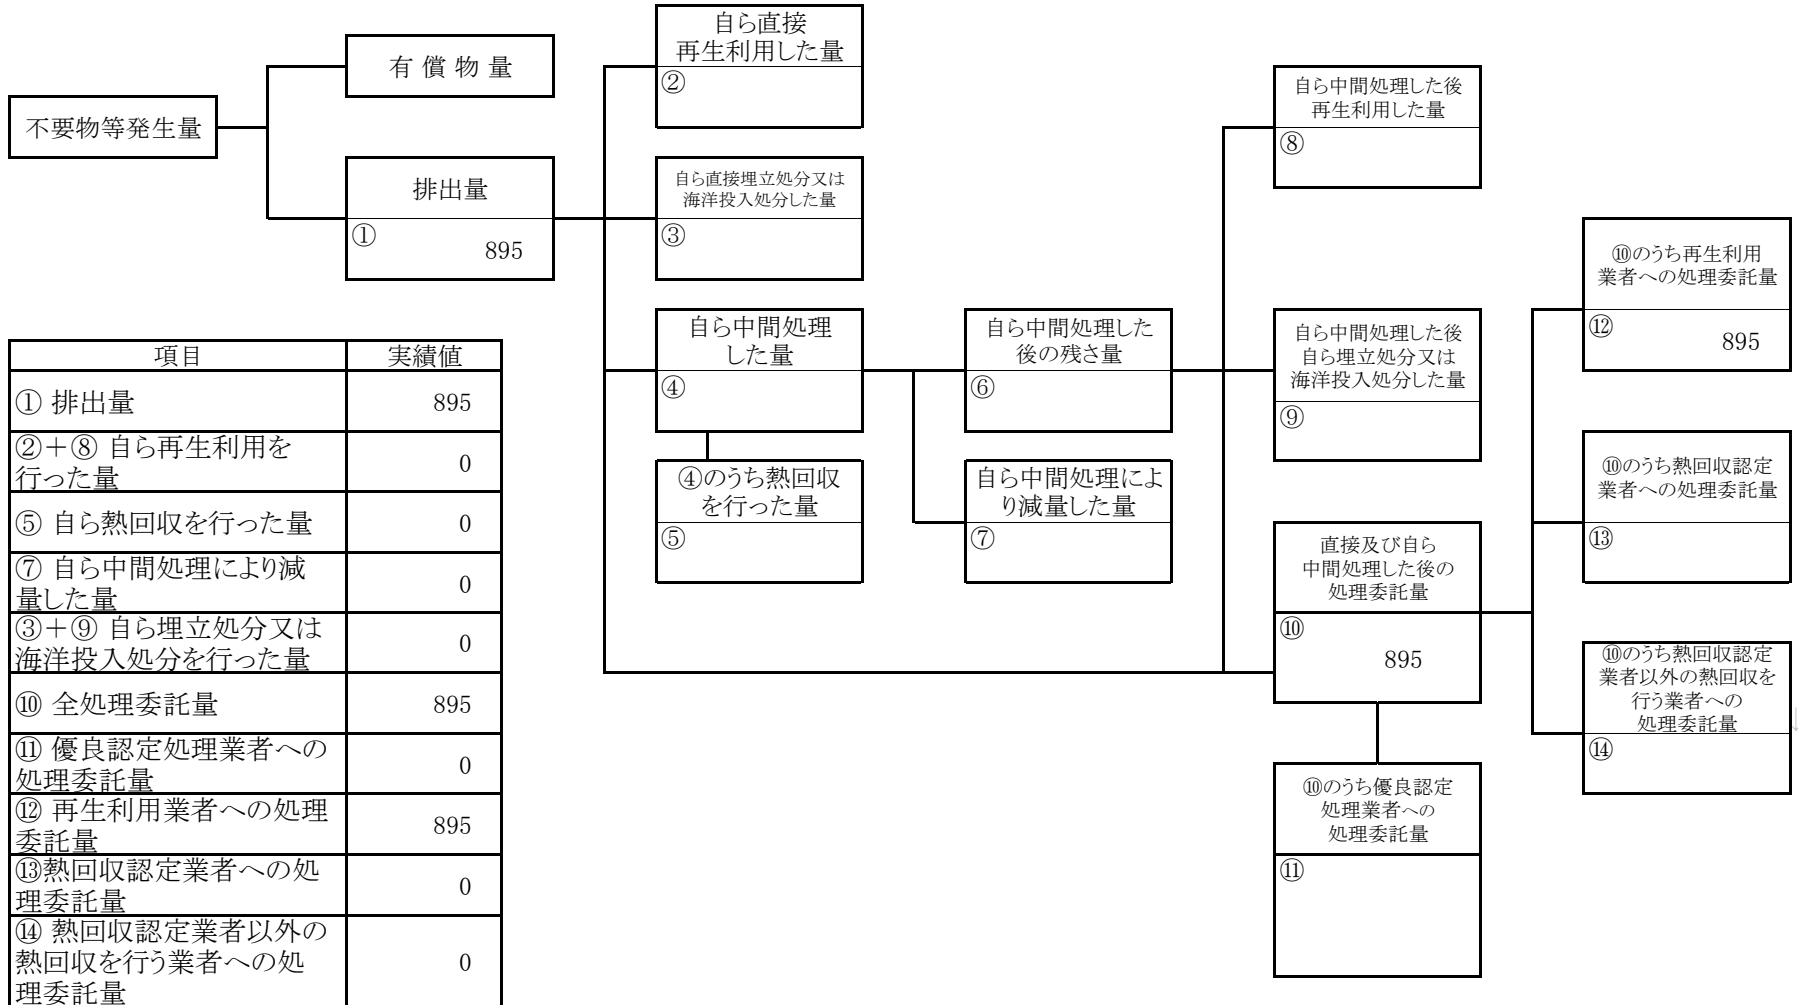 不要物等発生量
有 償 物 量
排出量
①
895
自ら直接
再生利用した量
②
自ら直接埋立処分又は
海洋投入処分した量
③
自ら中間処理
した量
④
④のうち熱回収
を行った量
⑤
自ら中間処理した
後の残さ量
⑥
自ら中間処理によ
り減量した量
⑦
自ら中間処理した後
再生利用した量
⑧
自ら中間処理した後
自ら埋立処分又は
海洋投入処分した量
⑨
直接及び自ら
中間処理した後の
処理委託量
⑩
895
⑩のうち優良認定
処理業者への
処理委託量
⑪
⑩のうち再生利用
業者への処理委託量
⑫
895
⑩のうち熱回収認定
業者への処理委託量
⑬
⑩のうち熱回収認定
業者以外の熱回収を
行う業者への
処理委託量
⑭
↓
項目 実績値
① 排出量 895
②+⑧ 自ら再生利用を
行った量 0
⑤ 自ら熱回収を行った量 0
⑦ 自ら中間処理により減
量した量 0
③+⑨ 自ら埋立処分又は
海洋投入処分を行った量 0
⑩ 全処理委託量 895
⑪ 優良認定処理業者への
処理委託量 0
⑫ 再生利用業者への処理
委託量 895
⑬熱回収認定業者への処
理委託量 0
⑭ 熱回収認定業者以外の
熱回収を行う業者への処 0
理委託量